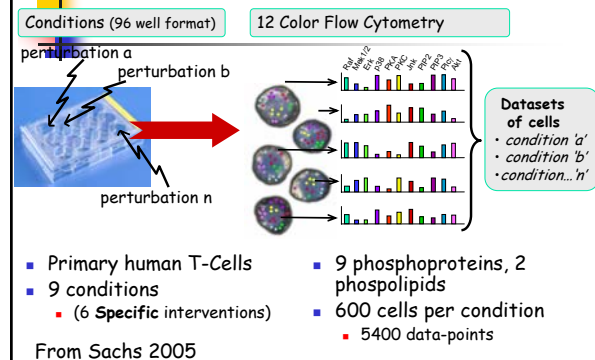 Conditions (96 well format)
12 Color Flow Cytometry
perturbation a
perturbation b
perturbation n
Raf
Mek1/2
Erk
p38
PKA
PKC
Jnk
PIP2
PIP3
Plcγ
Akt
Datasets
of cells
• condition 'a'
• condition 'b'
•condition…'n'
Primary human T-Cells
9 conditions
(6 Specific interventions)
9 phosphoproteins, 2
phospolipids
600 cells per condition
5400 data-points
From Sachs 2005